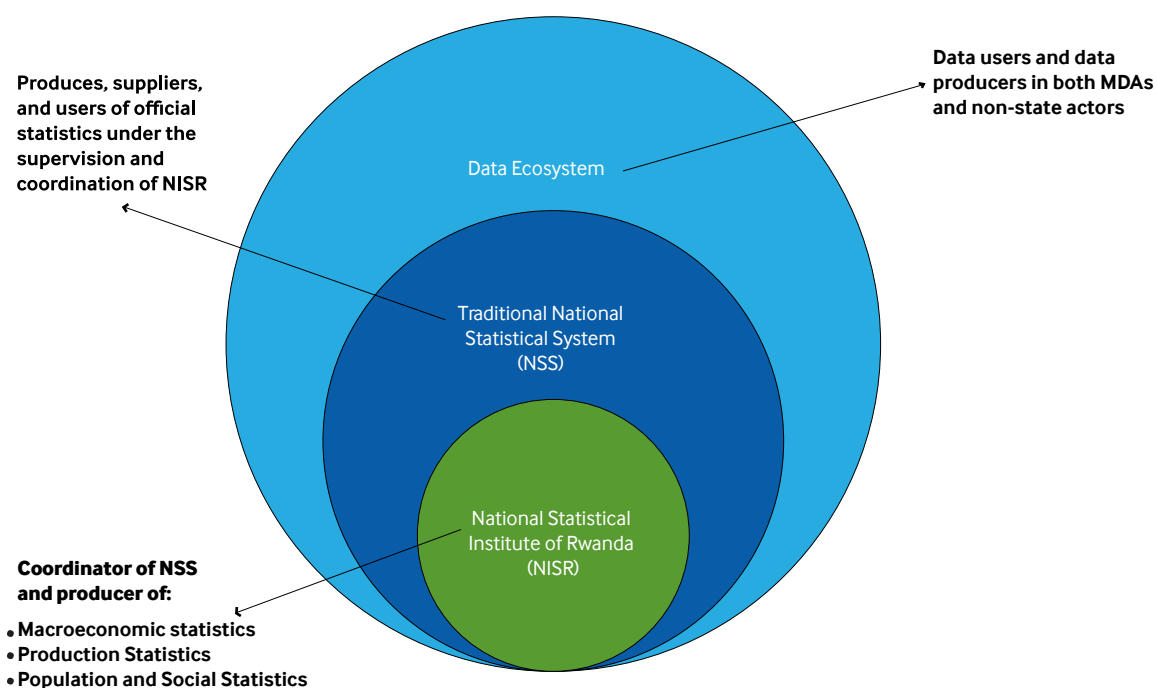 Produces, suppliers,
and users of official
statistics under the
supervision and
coordination of NISR
Data users and data
producers in both MDAs
and non-state actors
Data Ecosystem
Traditional National
Statistical System
(NSS)
National Statistical
Institute of Rwanda
(NISR)
Coordinator of NSS
and producer of:
• Macroeconomic statistics
• Production Statistics
• Population and Social Statistics